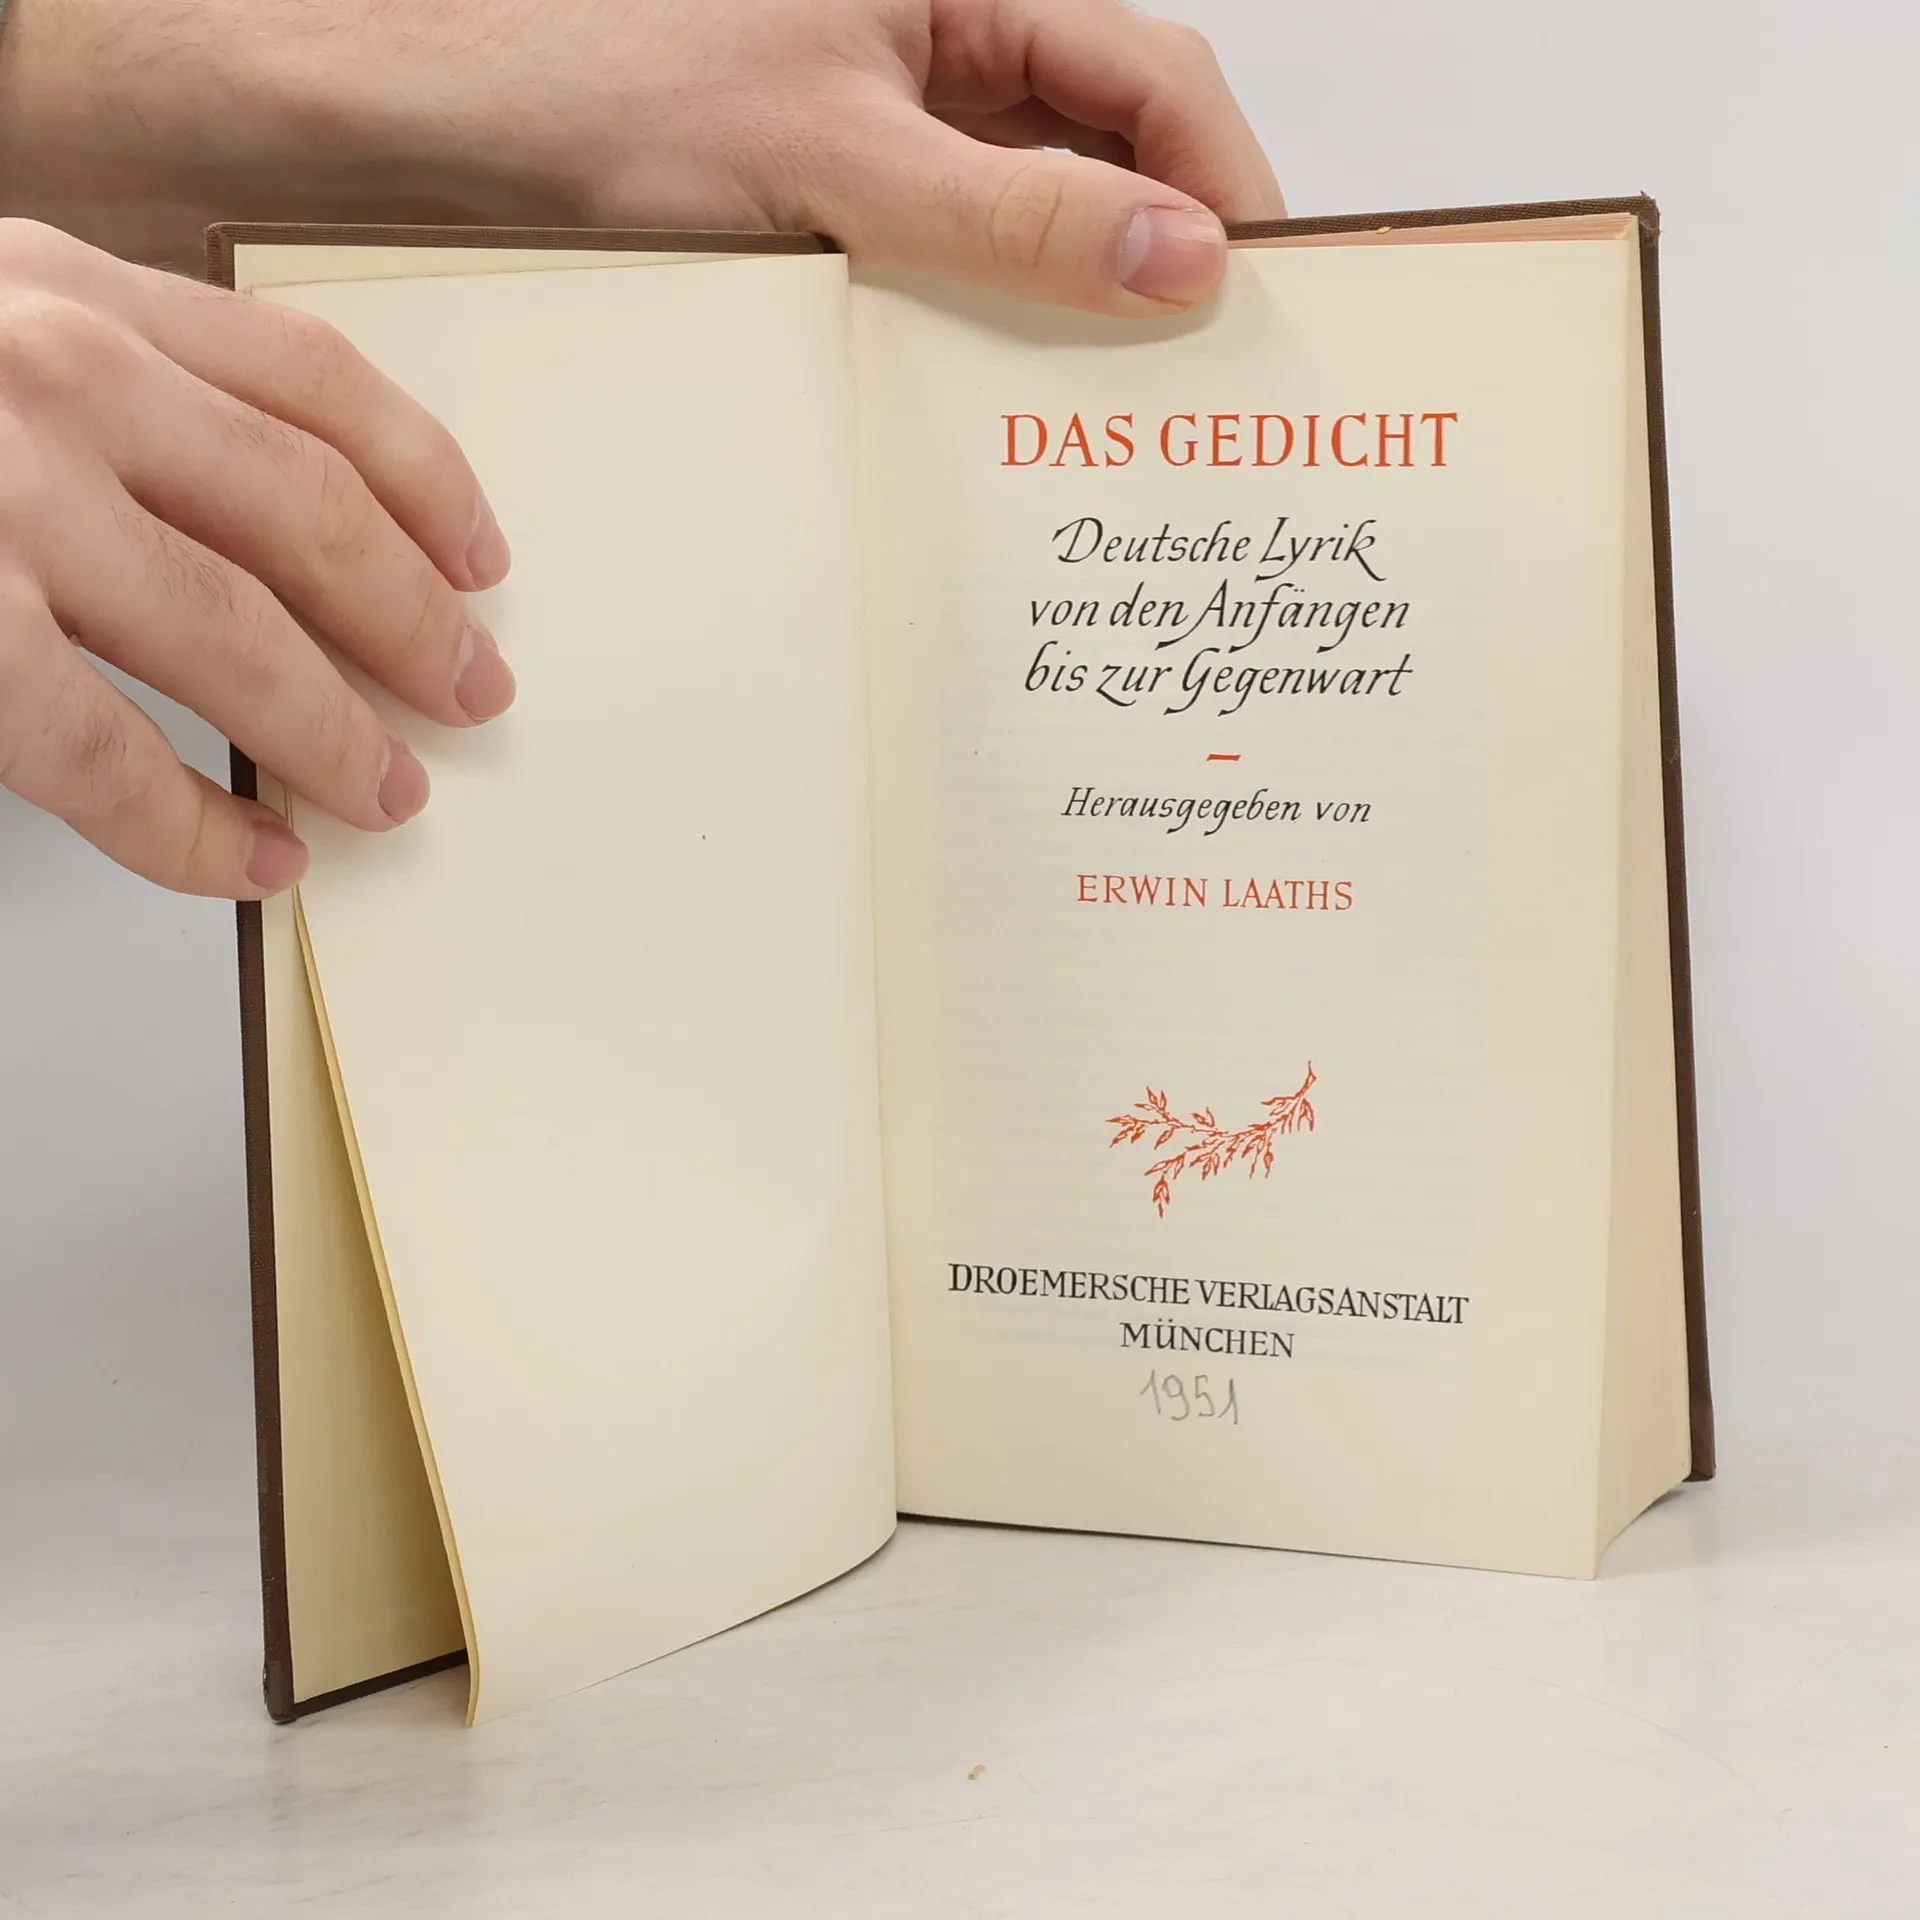 DAS GEDICHT
Deutsche Lyrik
von den Anfängen
bis zur Gegenwart
Herausgegeben von
ERWIN LAATHS
DROEMERSCHE VERLAGSANSTALT
MÜNCHEN
1951